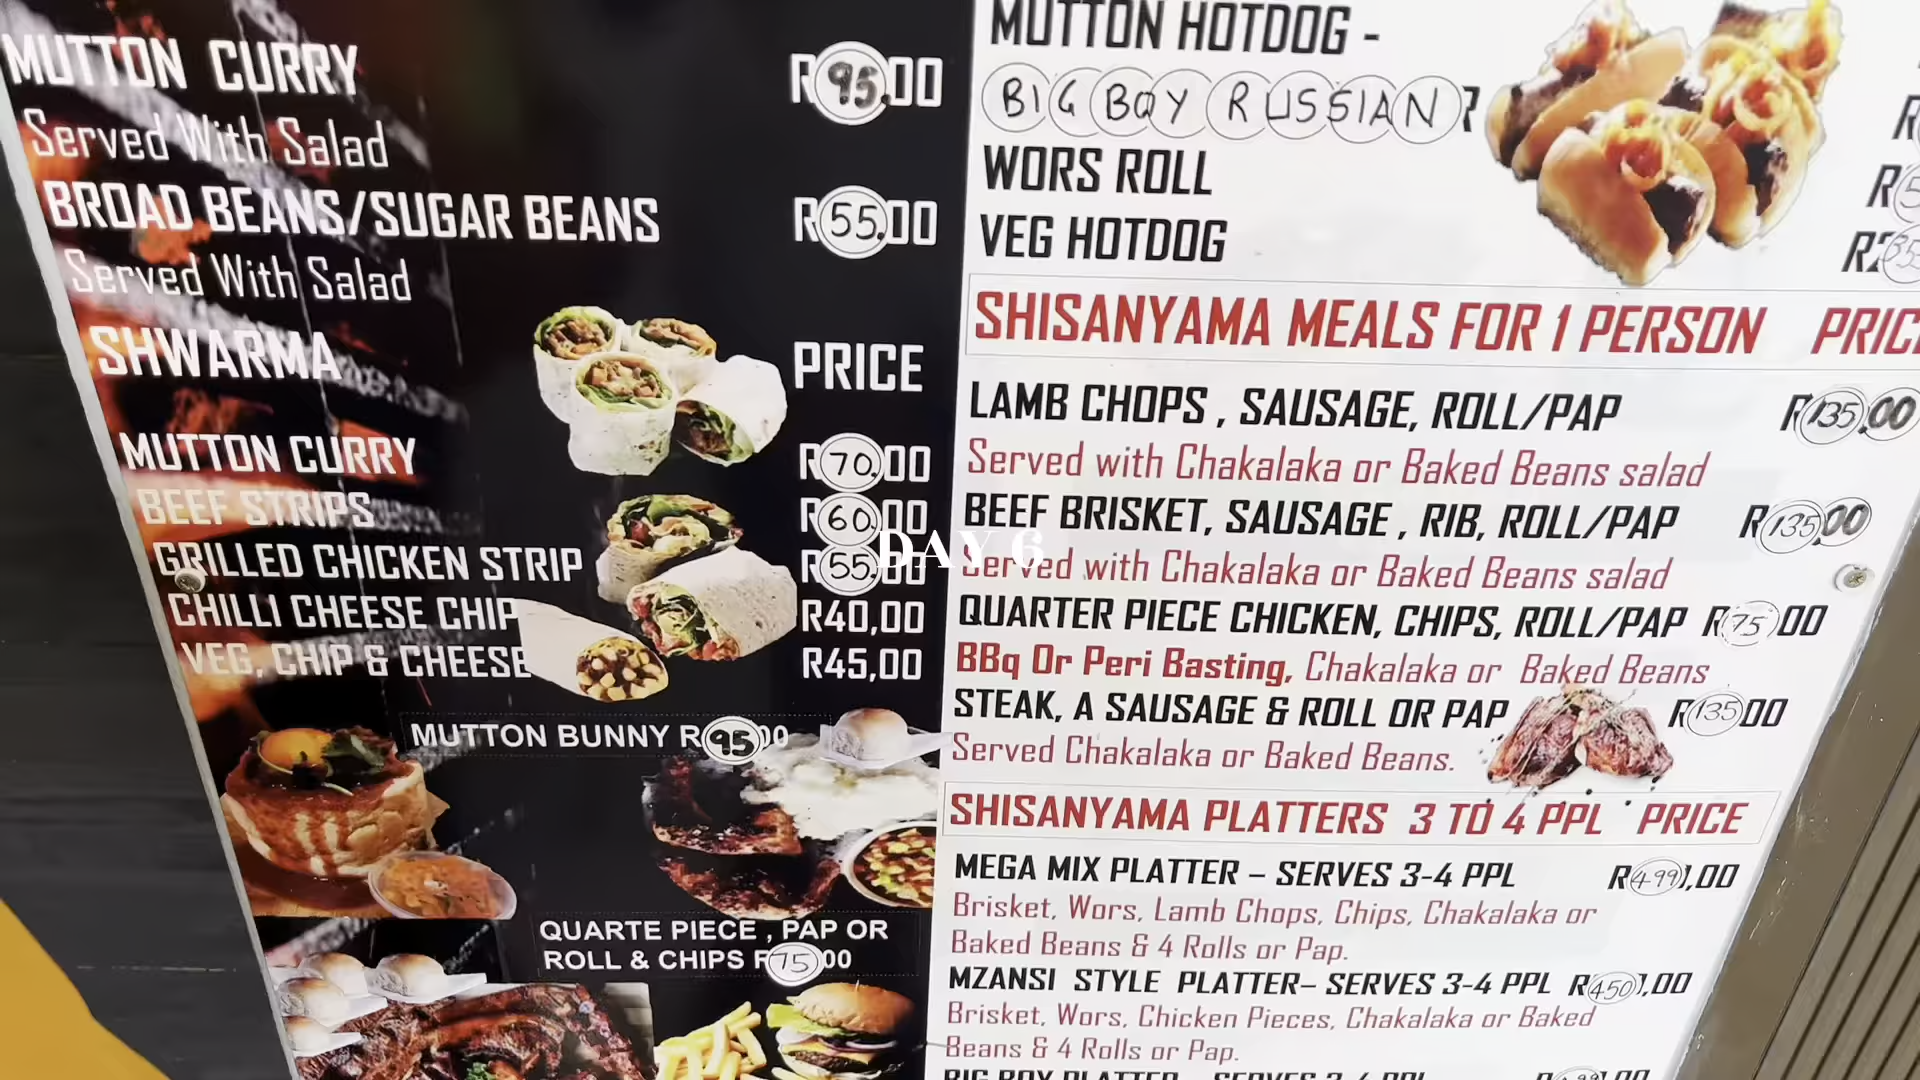 MUTTON CURRY R95.00
Served With Salad
BROAD BEANS/SUGAR BEANS R55.00
Served With Salad
SHWARMA PRICE
MUTTON CURRY R70.00
BEEF STRIPS R60.00
GRILLED CHICKEN STRIP R55.00
CHILLI CHEESE CHIP R40,00
VEG, CHIP & CHEESE R45,00
MUTTON BUNNY R95.00
QUARTE PIECE , PAP OR
ROLL & CHIPS R75.00
MUTTON HOTDOG -
BIG BOY RUSSIAN
WORS ROLL
VEG HOTDOG
SHISANYAMA MEALS FOR 1 PERSON
LAMB CHOPS , SAUSAGE, ROLL/PAP R135.00
Served with Chakalaka or Baked Beans salad
BEEF BRISKET, SAUSAGE , RIB, ROLL/PAP R135.00
Served with Chakalaka or Baked Beans salad
QUARTER PIECE CHICKEN, CHIPS, ROLL/PAP R75 00
BBq Or Peri Basting, Chakalaka or Baked Beans
STEAK, A SAUSAGE & ROLL OR PAP R135 00
Served Chakalaka or Baked Beans.
SHISANYAMA PLATTERS 3 TO 4 PPL PRICE
MEGA MIX PLATTER – SERVES 3-4 PPL R499,00
Brisket, Wors, Lamb Chops, Chips, Chakalaka or
Baked Beans & 4 Rolls or Pap.
MZANSI STYLE PLATTER– SERVES 3-4 PPL R450,00
Brisket, Wors, Chicken Pieces, Chakalaka or Baked
Beans & 4 Rolls or Pap.
BIG BOY PLATTER – SERVES 3-4 PPL
DAY 6